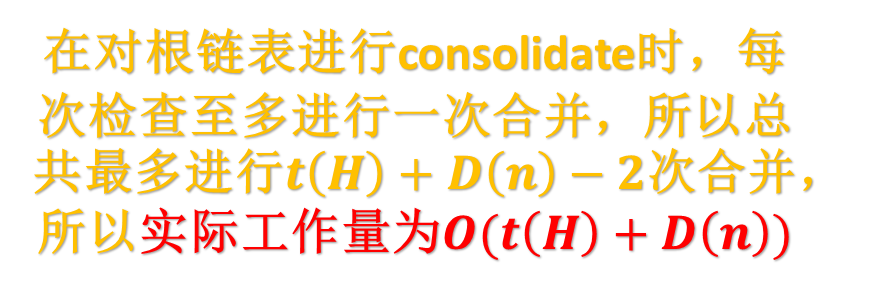 在对根链表进行consolidate时，每
次检查至多进行一次合并，所以总
共最多进行t(H) + D(n) − 2次合并，
所以实际工作量为O(t(H) + D(n))